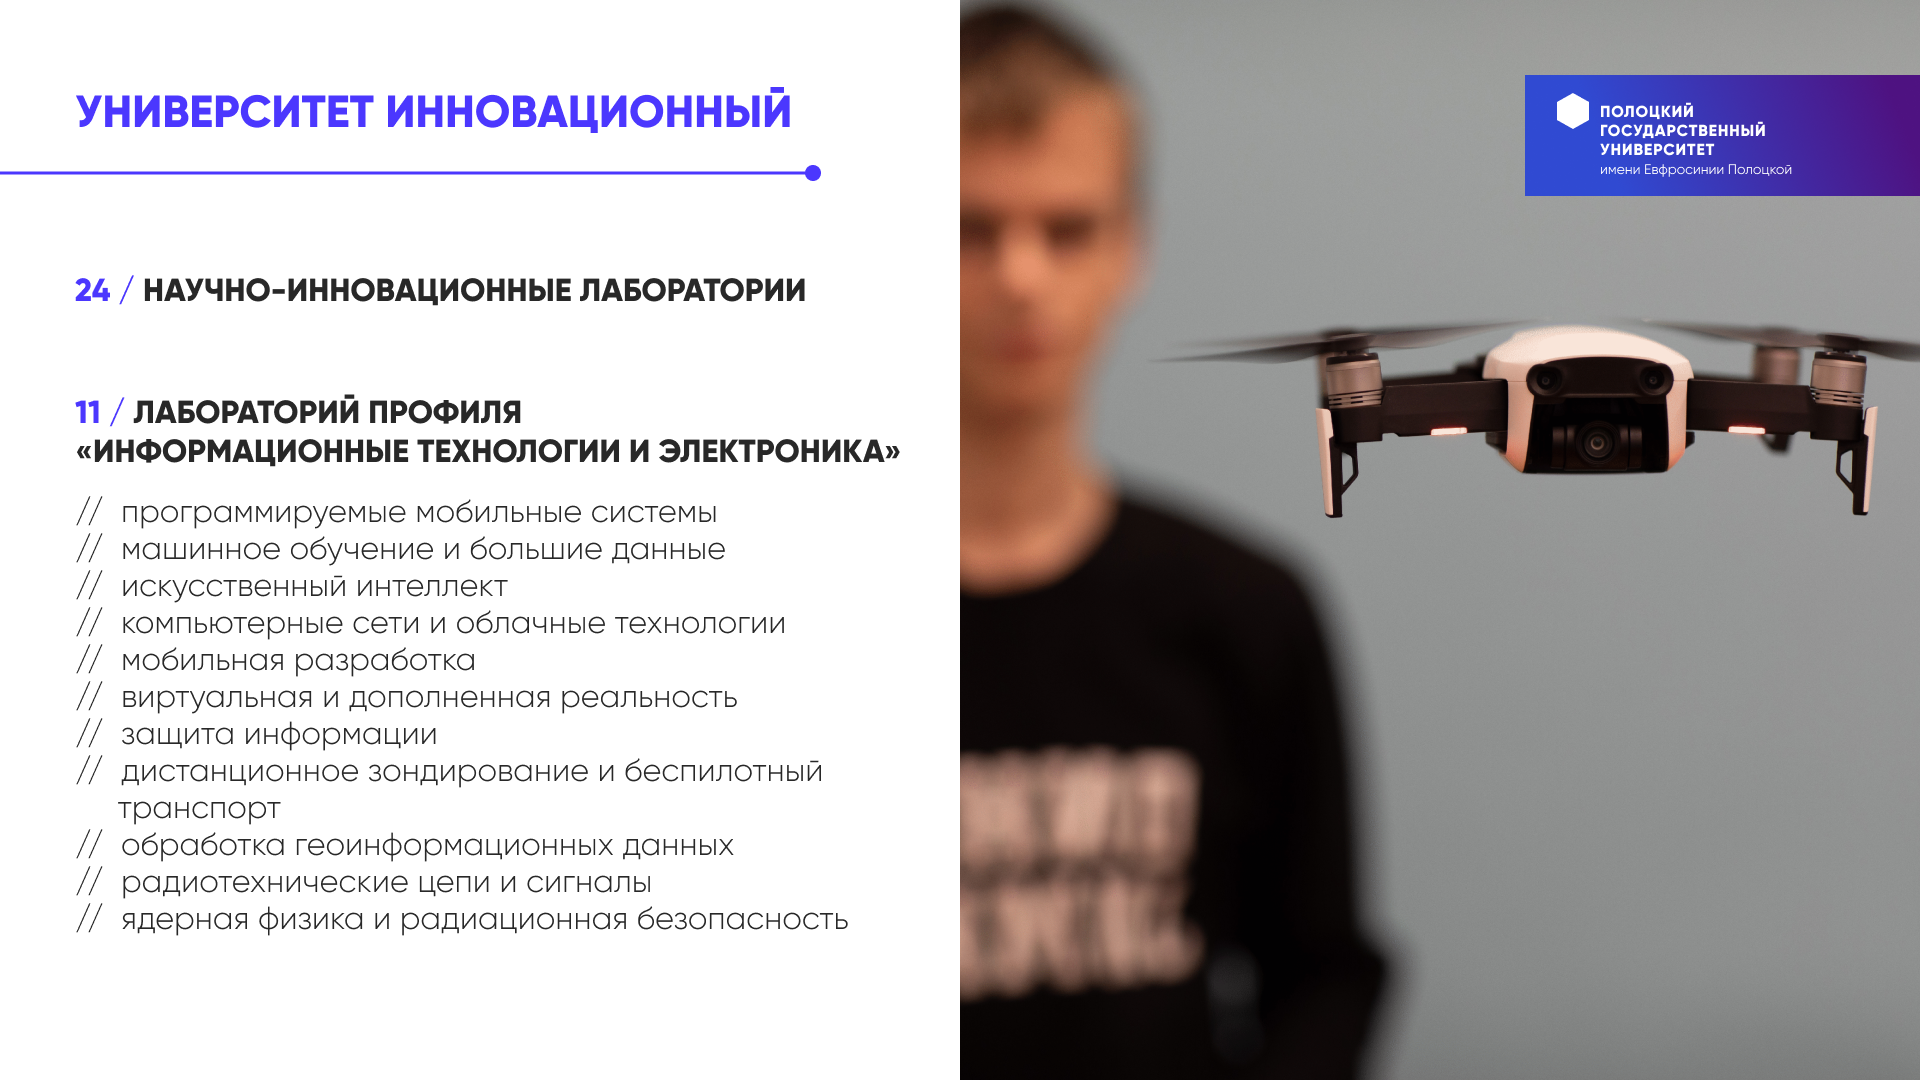 УНИВЕРСИТЕТ ИННОВАЦИОННЫЙ
ПОЛОЦКИЙ
ГОСУДАРСТВЕННЫЙ
УНИВЕРСИТЕТ
имени Евфросинии Полоцкой
24 / НАУЧНО-ИННОВАЦИОННЫЕ ЛАБОРАТОРИИ
11 / ЛАБОРАТОРИЙ ПРОФИЛЯ
«ИНФОРМАЦИОННЫЕ ТЕХНОЛОГИИ И ЭЛЕКТРОНИКА»
// программируемые мобильные системы
// машинное обучение и большие данные
// искусственный интеллект
// компьютерные сети и облачные технологии
// мобильная разработка
// виртуальная и дополненная реальность
// защита информации
// дистанционное зондирование и беспилотный
транспорт
// обработка геоинформационных данных
// радиотехнические цепи и сигналы
// ядерная физика и радиационная безопасность